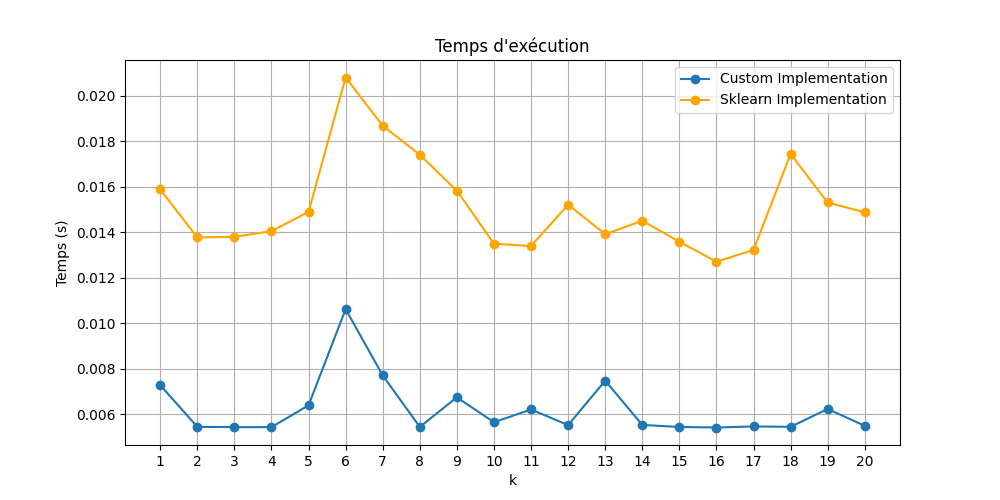 Temps d'exécution
Custom Implementation
Sklearn Implementation
Temps (s)
0.020
0.018
0.016
0.014
0.012
0.010
0.008
0.006
1 2 3 4 5 6 7 8 9 10 11 12 13 14 15 16 17 18 19 20
k